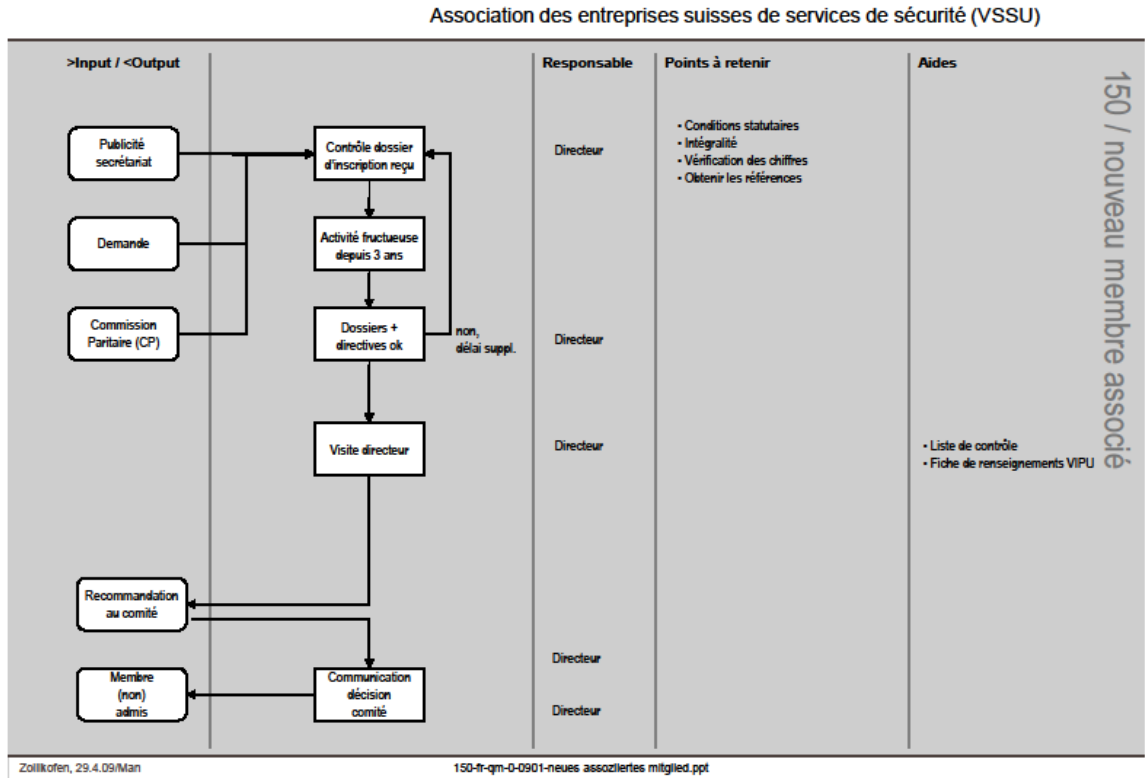 Association des entreprises suisses de services de sécurité (VSSU)
>Input / <Output
Responsable
Points à retenir
Aides
150 / nouveau membre associé
Publicité
secrétariat
Contrôle dossier
d'inscription reçu
Directeur
- Conditions statutaires
- Intégralité
- Vérification des chiffres
- Obtenir les références
Demande
Activité fructueuse
depuis 3 ans
Commission
Paritaire (CP)
Dossiers +
directives ok
non,
délai suppl.
Directeur
Visite directeur
Directeur
- Liste de contrôle
- Fiche de renseignements VIPU
Recommandation
au comité
Directeur
Membre
(non)
admis
Communication
décision
comité
Directeur
Zollikofen, 29.4.09/Man
150-fr-qm-0-0901-neues assoziiertes mitglied.ppt